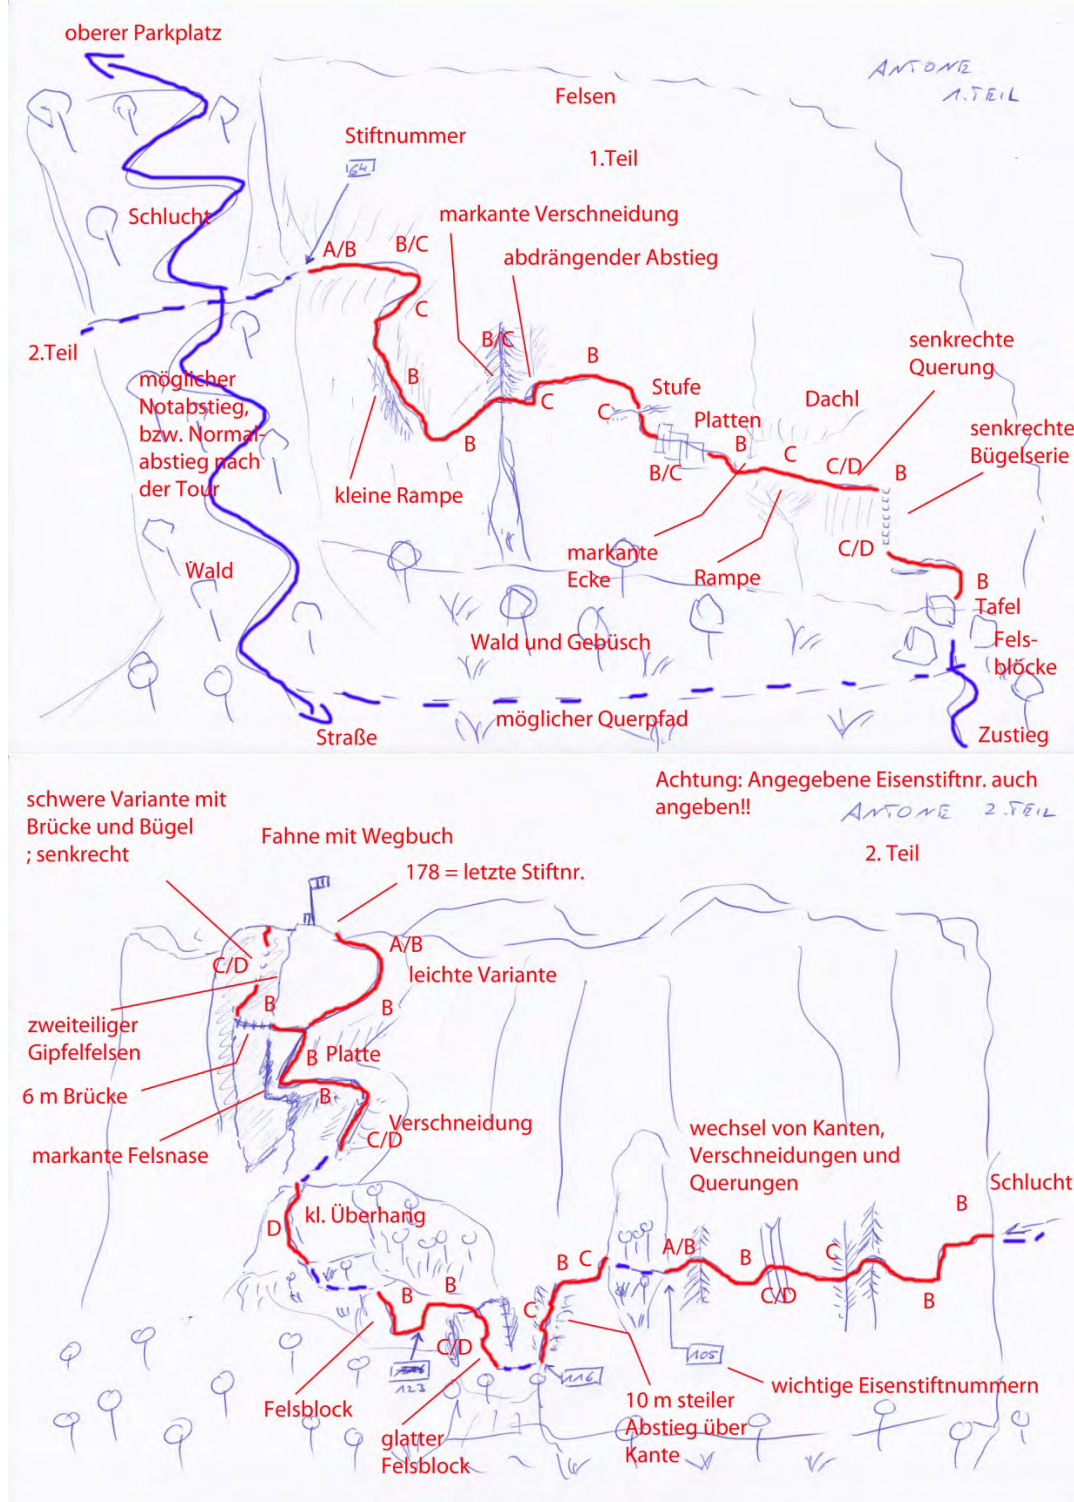 oberer Parkplatz
ANTONE
1.TEIL
Felsen
Stiftnummer
1.Teil
64
Schlucht
markante Verschneidung
A/B
B/C
abdrängender Abstieg
C
2.Teil
B/C
B
senkrechte
Querung
möglicher
Notabstieg,
bzw. Normal-
abstieg nach
der Tour
B
C
C
Stufe
Dachl
Platten
senkrechte
Bügelserie
B
B
C
C/D
B
B/C
kleine Rampe
markante
Ecke
Rampe
C/D
Wald
B
Tafel
Fels-
blöcke
Wald und Gebüsch
möglicher Querpfad
Straße
Zustieg
Achtung: Angegebene Eisenstiftnr. auch
angeben!!
ANTONE 2.TEIL
schwere Variante mit
Brücke und Bügel
; senkrecht
Fahne mit Wegbuch
2. Teil
178 = letzte Stiftnr.
A/B
C/D
leichte Variante
B
B
zweiteiliger
Gipfelfelsen
B
Platte
6 m Brücke
B
Verschneidung
C/D
markante Felsnase
wechsel von Kanten,
Verschneidungen und
Querungen
Schlucht
B
D
kl. Überhang
A/B
B
C
B
C
B
B
C/D
B
C
C/D
123
116
105
wichtige Eisenstiftnummern
Felsblock
glatter
Felsblock
10 m steiler
Abstieg über
Kante